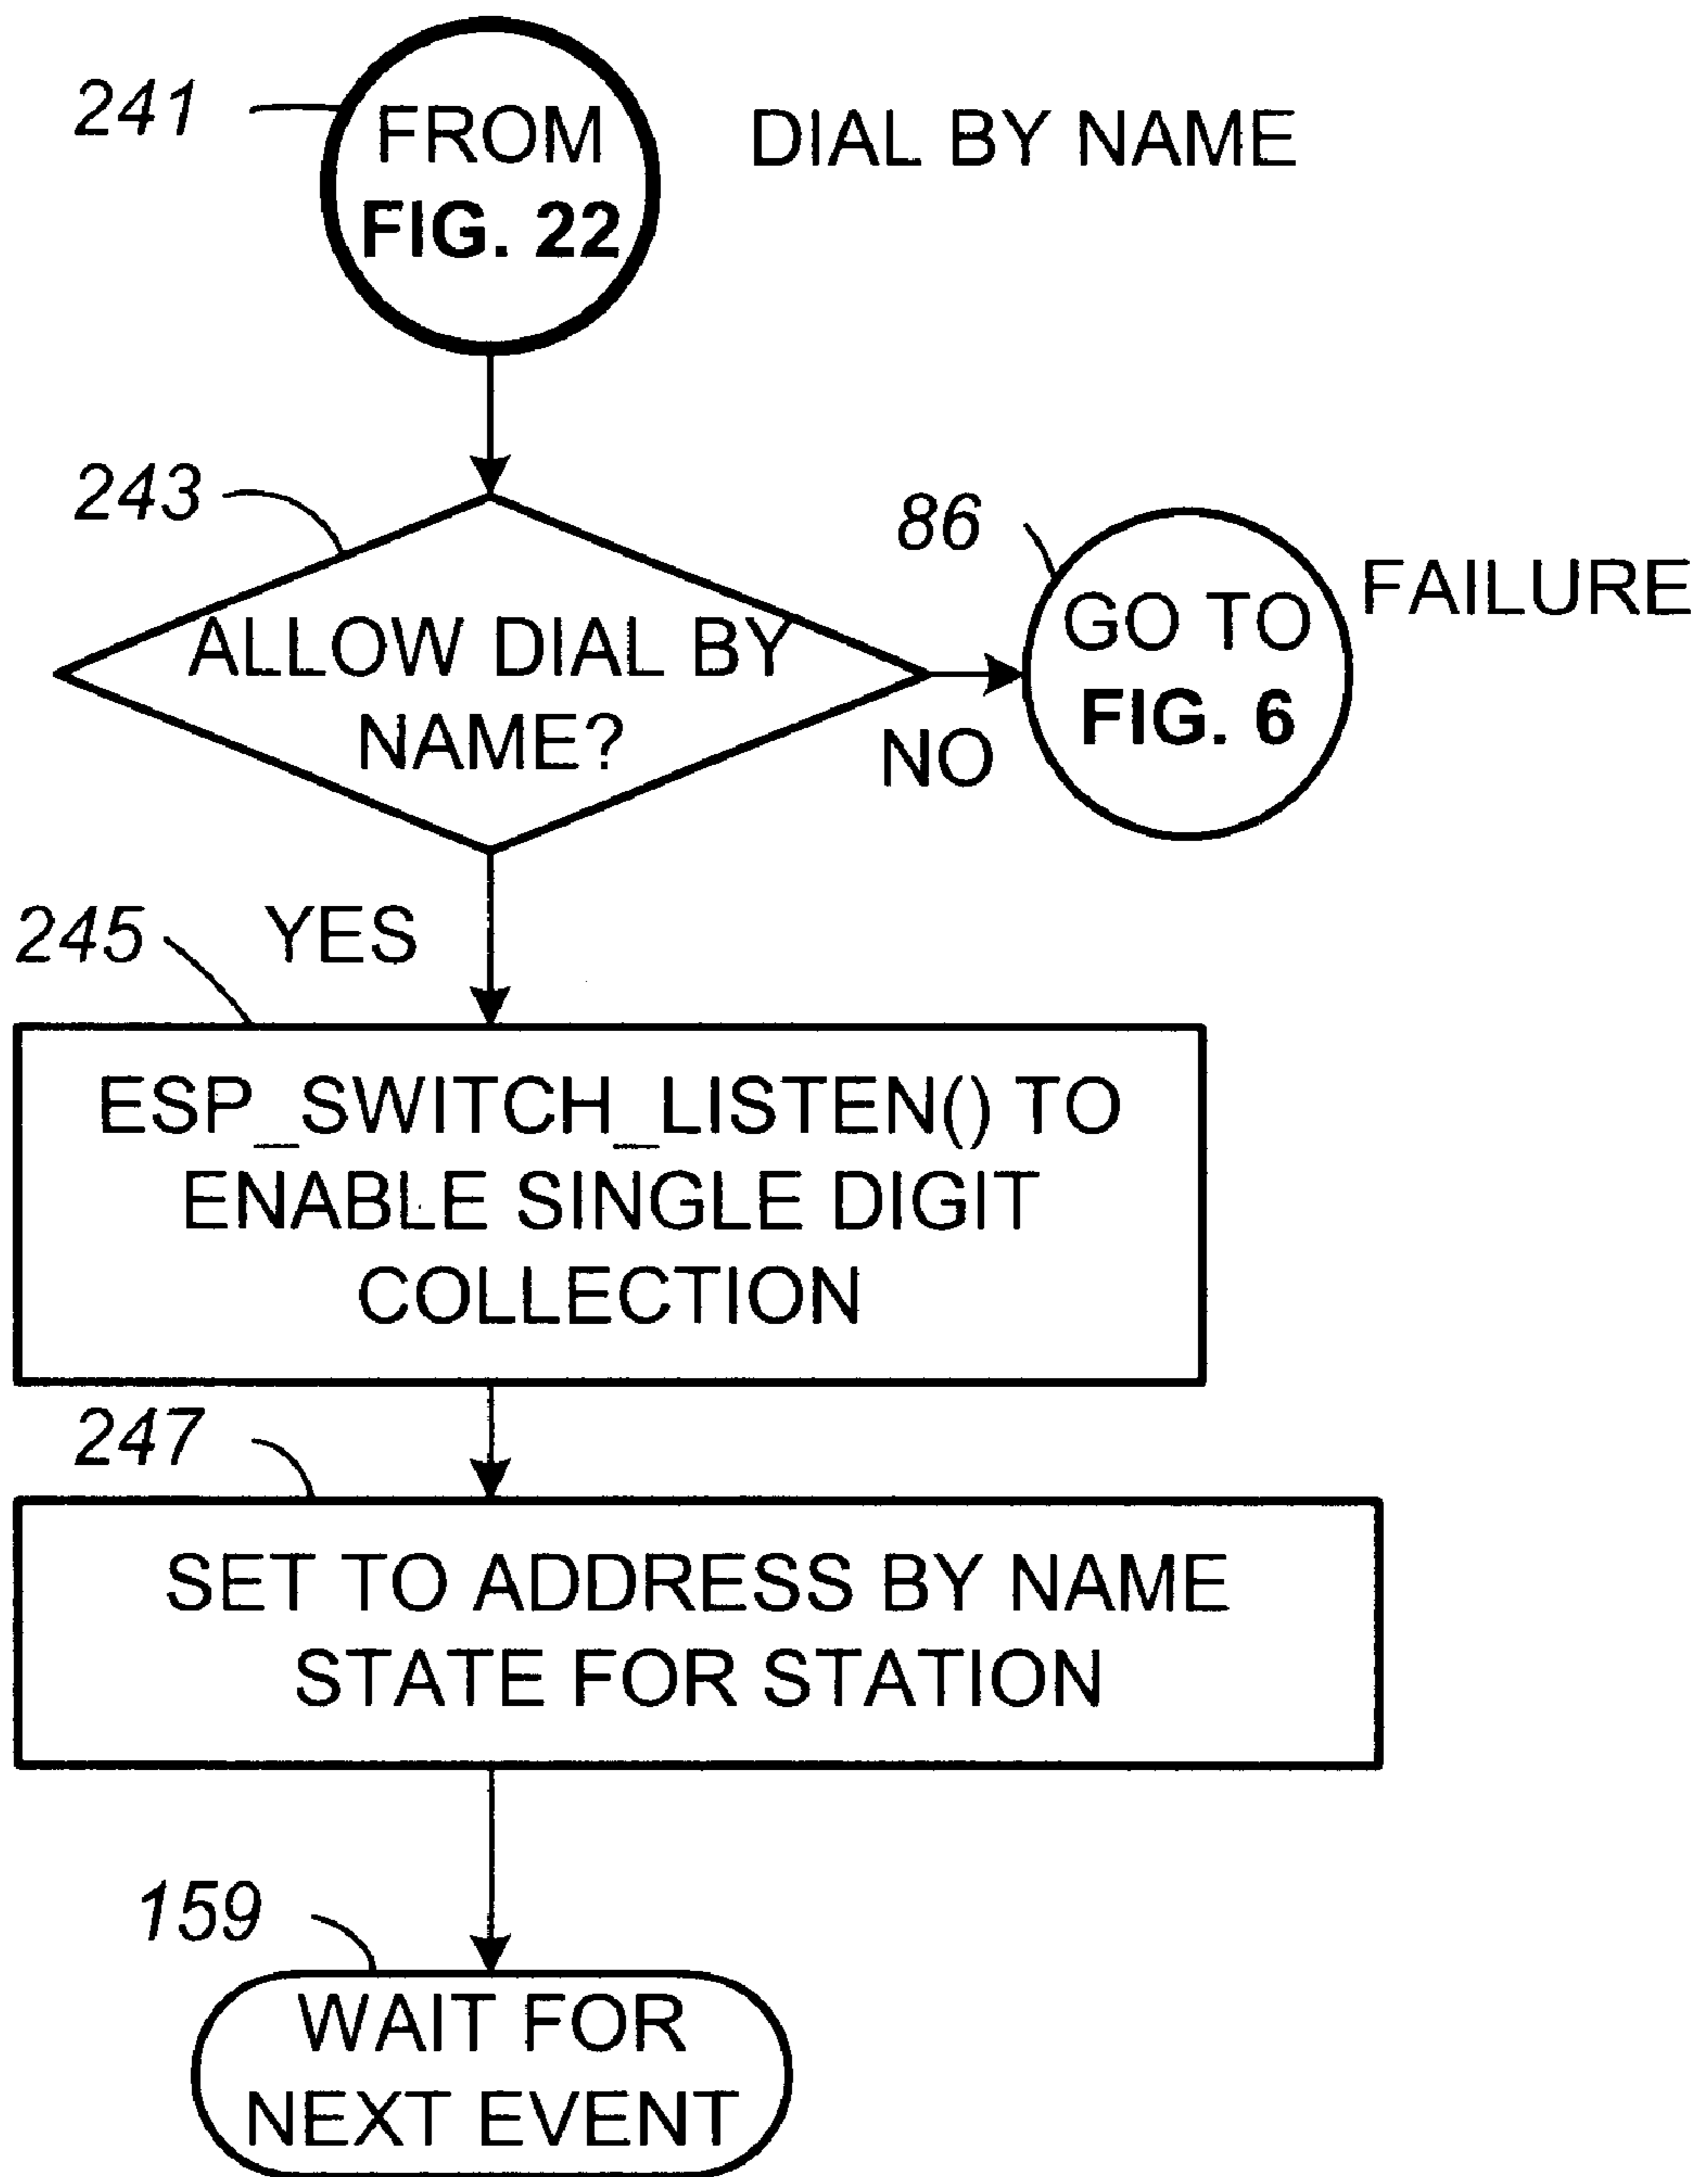 241
FROM
FIG. 22
DIAL BY NAME
243
ALLOW DIAL BY
NAME?
86
GO TO
FIG. 6
FAILURE
NO
245
YES
ESP_SWITCH_LISTEN() TO
ENABLE SINGLE DIGIT
COLLECTION
247
SET TO ADDRESS BY NAME
STATE FOR STATION
159
WAIT FOR
NEXT EVENT